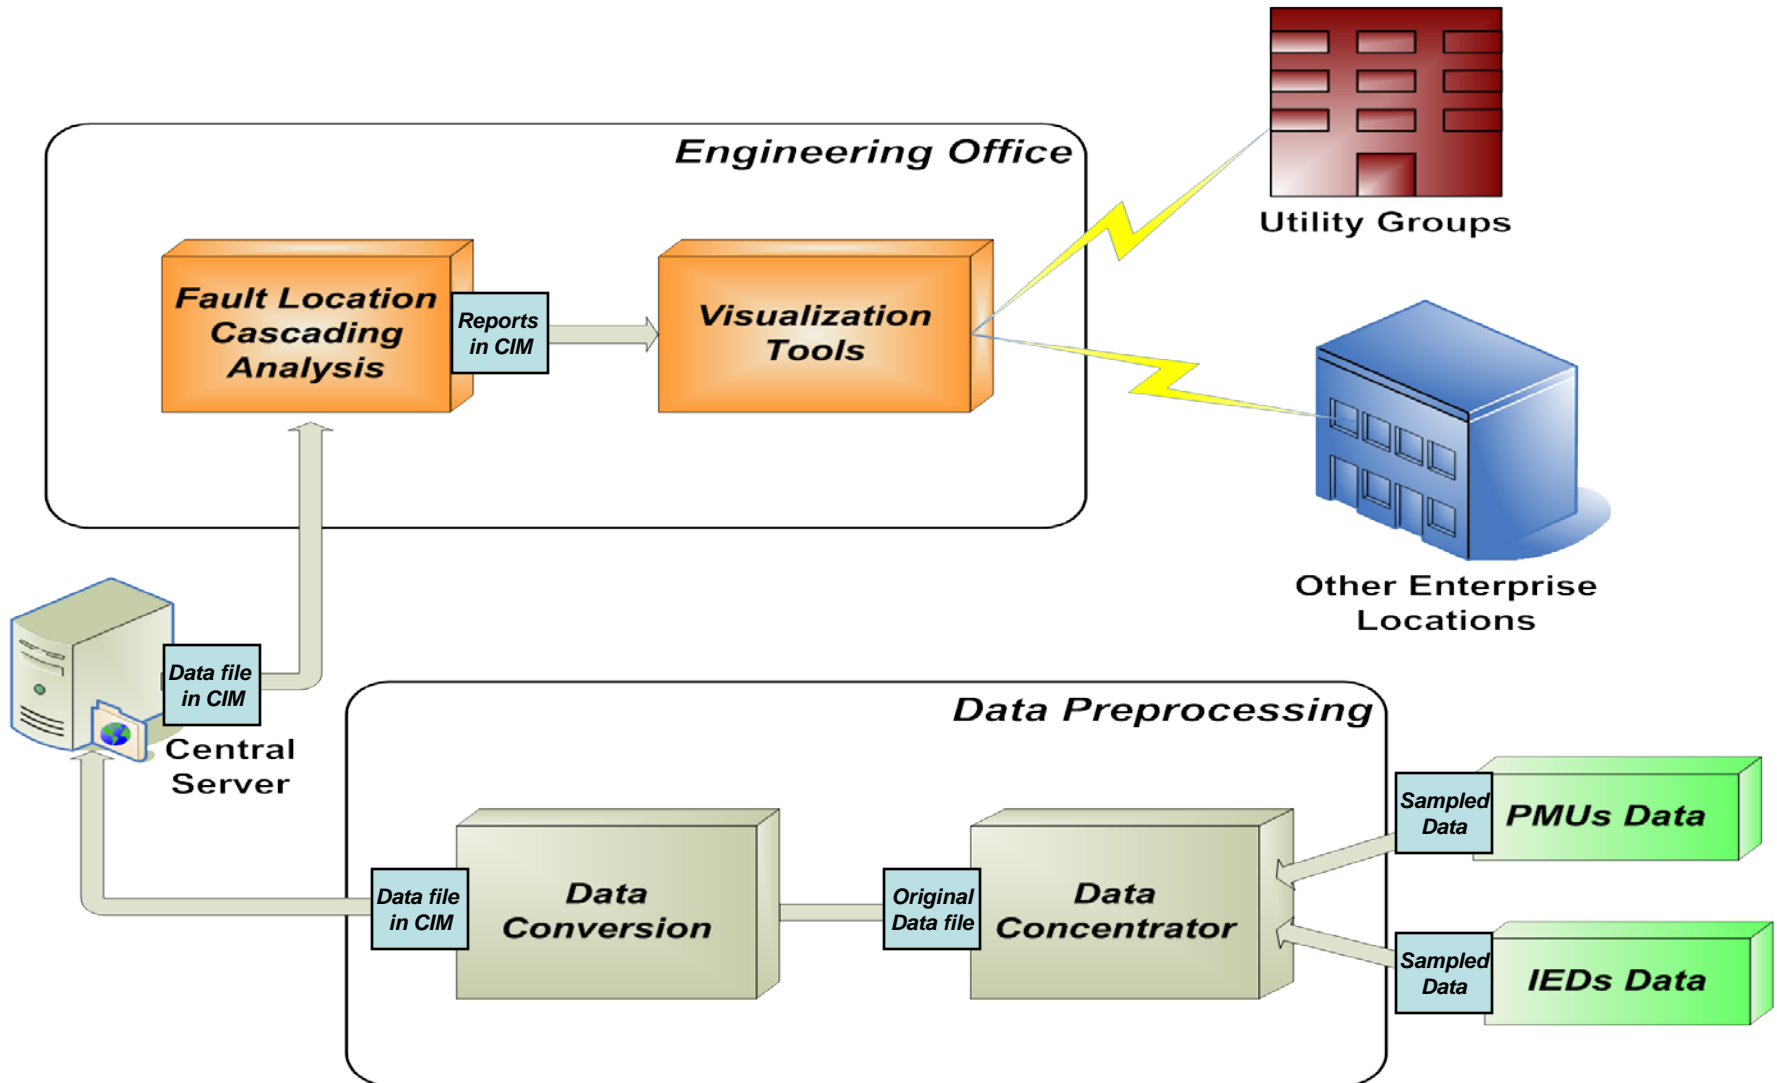 Engineering Office
Fault Location
Cascading
Analysis
Reports
in CIM
Visualization
Tools
Utility Groups
Other Enterprise
Locations
Data file
in CIM
Central
Server
Data Preprocessing
Data file
in CIM
Data
Conversion
Original
Data file
Data
Concentrator
Sampled
Data
PMUs Data
Sampled
Data
IEDs Data